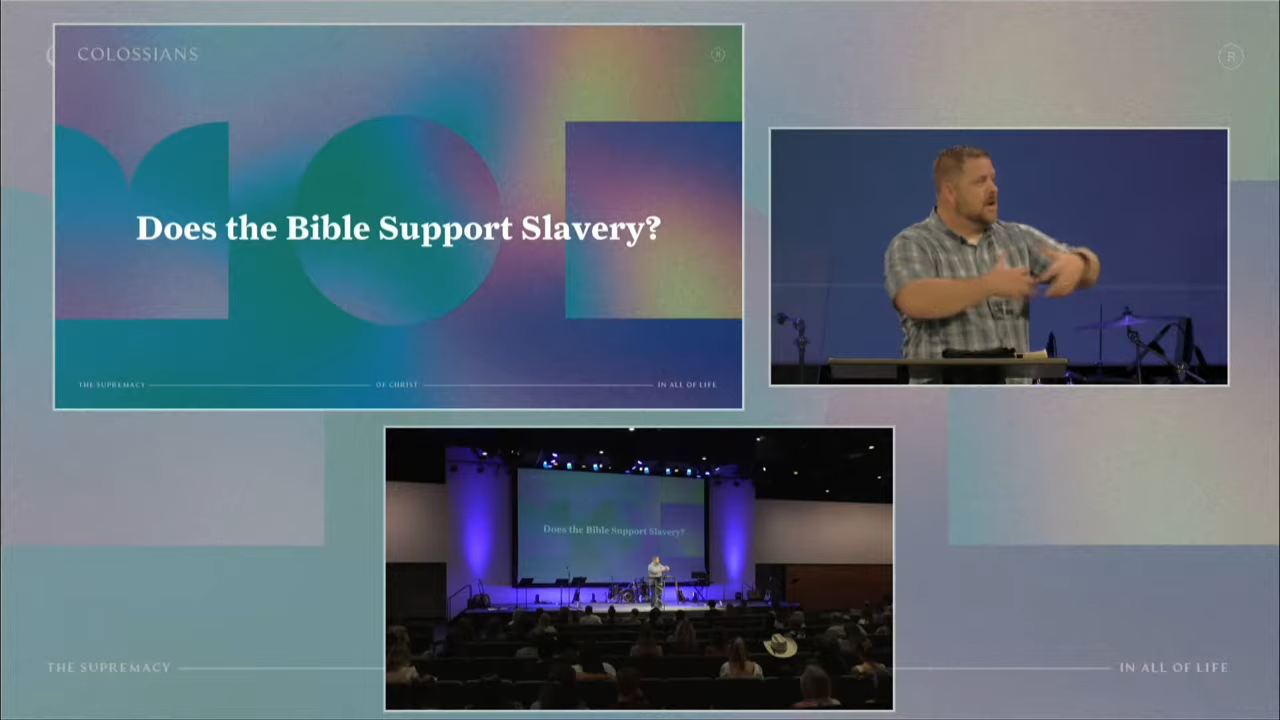 COLOSSIANS
R
Does the Bible Support Slavery?
THE SUPREMACY
OF CHRIST
IN ALL OF LIFE
R
Does the Bible Support Slavery?
THE SUPREMACY
IN ALL OF LIFE